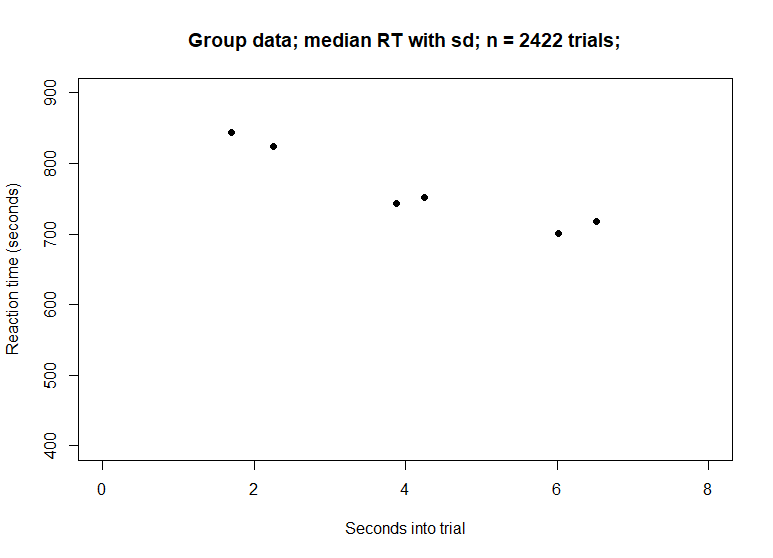 Group data; median RT with sd; n = 2422 trials;
Reaction time (seconds)
900
800
700
600
500
400
0 2 4 6 8
Seconds into trial